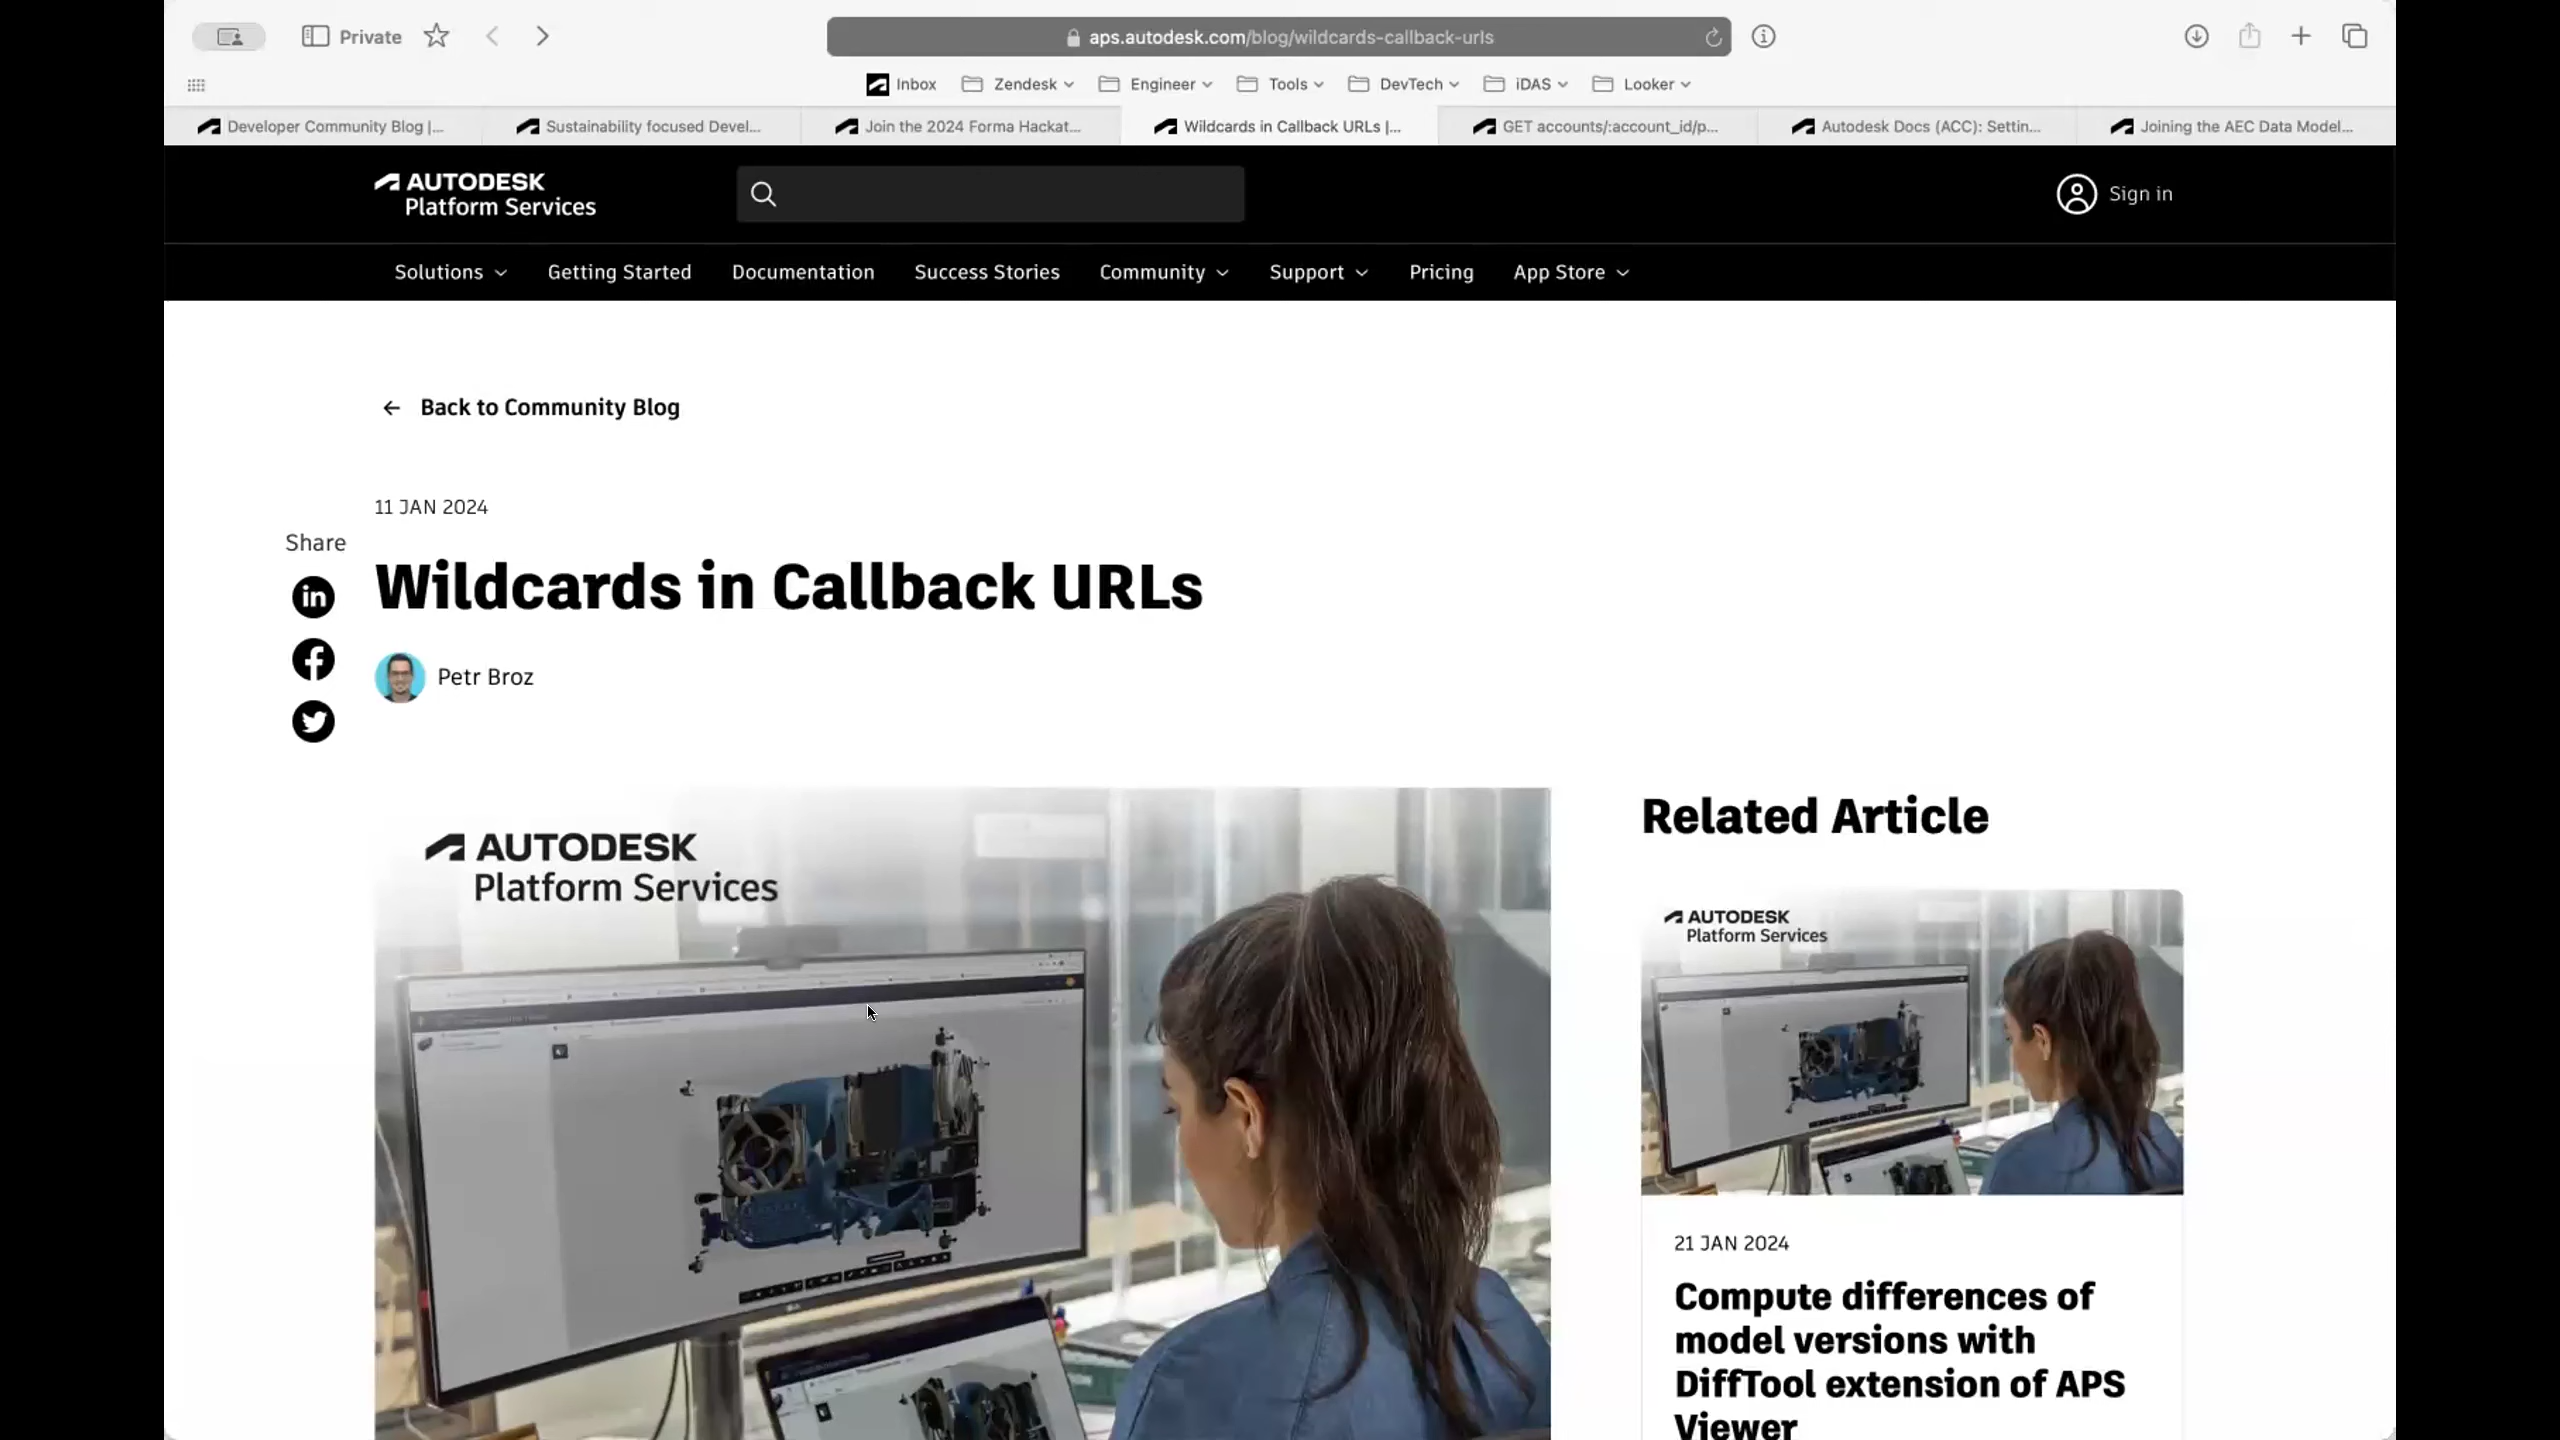 Private
aps.autodesk.com/blog/wildcards-callback-urls
Inbox
Zendesk
Engineer
Tools
DevTech
iDAS
Looker
Developer Community Blog |...
Sustainability focused Devel...
Join the 2024 Forma Hackat...
Wildcards in Callback URLs |...
GET accounts/:account_id/p...
Autodesk Docs (ACC): Settin...
Joining the AEC Data Model...
AUTODESK
Platform Services
Sign in
Solutions
Getting Started
Documentation
Success Stories
Community
Support
Pricing
App Store
Back to Community Blog
11 JAN 2024
Share
Wildcards in Callback URLs
Petr Broz
AUTODESK
Platform Services
Related Article
AUTODESK
Platform Services
21 JAN 2024
Compute differences of
model versions with
DiffTool extension of APS
Viewer